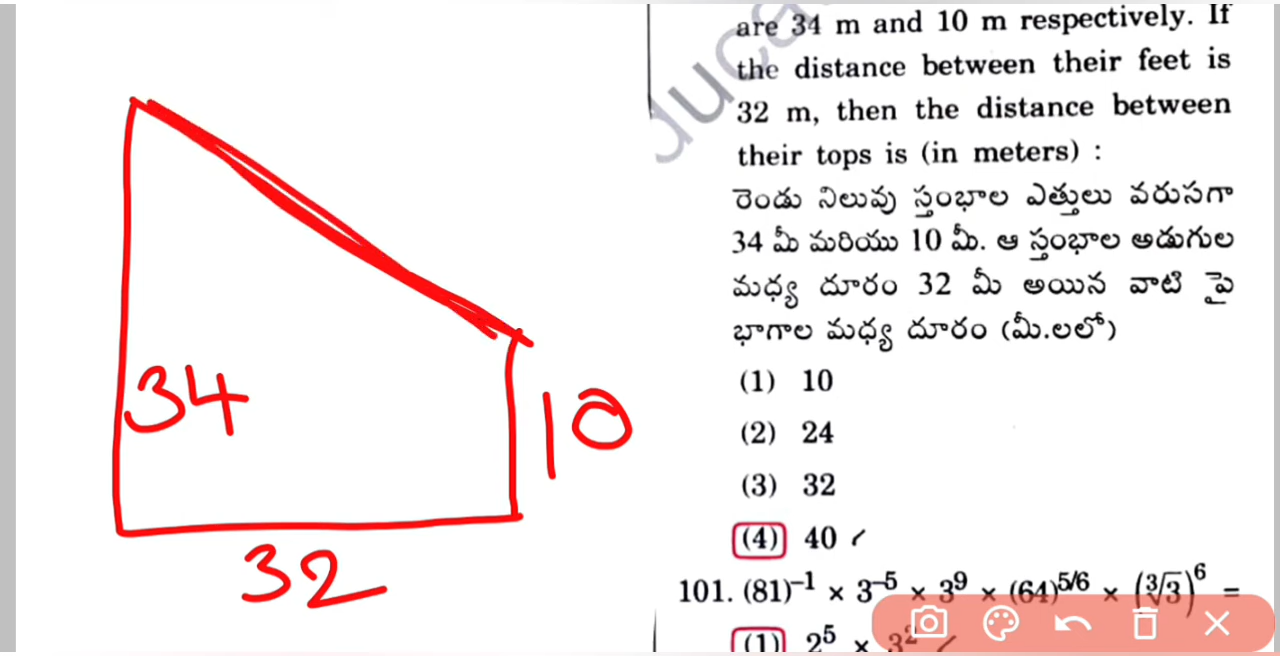 are 34 m and 10 m respectively. If
the distance between their feet is
32 m, then the distance between
their tops is (in meters) :
రెండు నిలువు స్తంభాల ఎత్తులు వరుసగా
34 మీ మరియు 10 మీ. ఆ స్తంభాల అడుగుల
మధ్య దూరం 32 మీ అయిన వాటి పై
భాగాల మధ్య దూరం (మీ.లలో)
(1) 10
(2) 24
(3) 32
(4) 40
101. (81)⁻¹ × 3⁻⁵ × 3⁹ × (64)^5/6 × (∛3)⁶ =
(1) 2⁵ ×
34
10
32